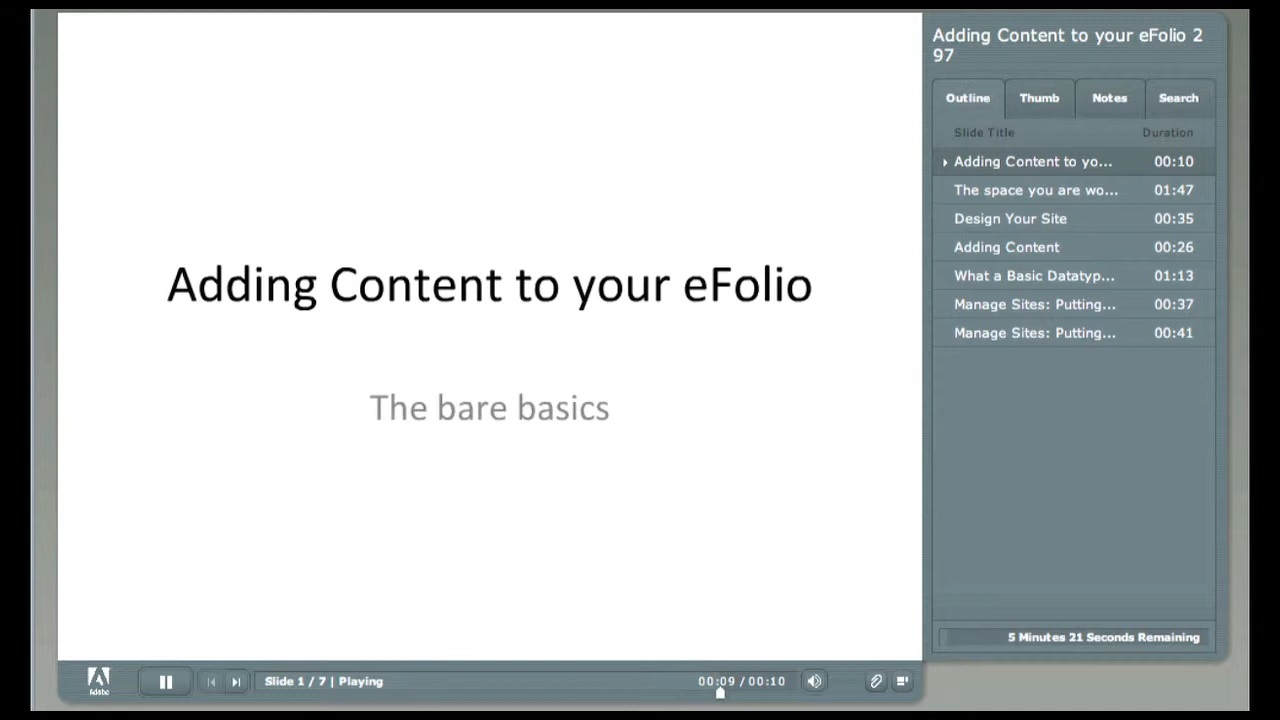 Adding Content to your eFolio
The bare basics
Adding Content to your eFolio 2
97
Outline Thumb Notes Search
Slide Title Duration
Adding Content to yo... 00:10
The space you are wo... 01:47
Design Your Site 00:35
Adding Content 00:26
What a Basic Datatyp... 01:13
Manage Sites: Putting... 00:37
Manage Sites: Putting... 00:41
5 Minutes 21 Seconds Remaining
Adobe
Slide 1 / 7 | Playing 00:09 / 00:10